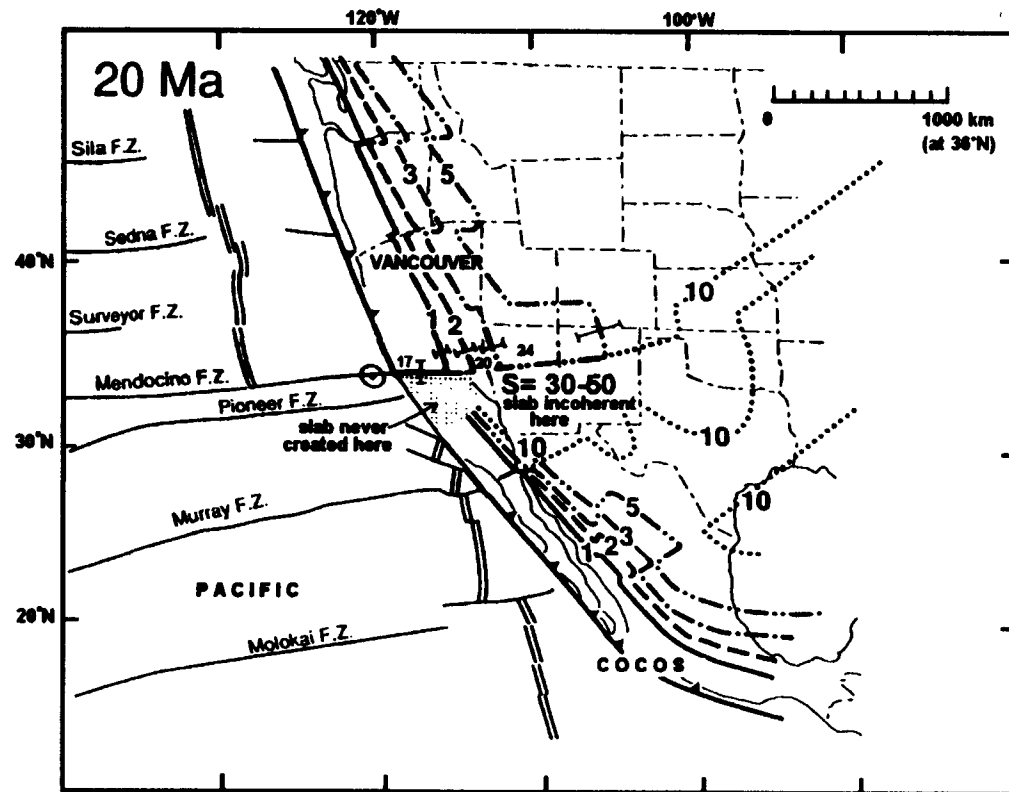 120°W
100°W
20 Ma
0
1000 km
(at 36°N)
Sila F.Z.
3
5
Sedna F.Z.
40°N
VANCOUVER
10
Surveyor F.Z.
1
2
24
17
20
Mendocino F.Z.
S= 30-50
slab incoherent
here
Pioneer F.Z.
slab never
created here
10
10
30°N
10
Murray F.Z.
5
3
2
1
PACIFIC
20°N
Molokai F.Z.
COCOS